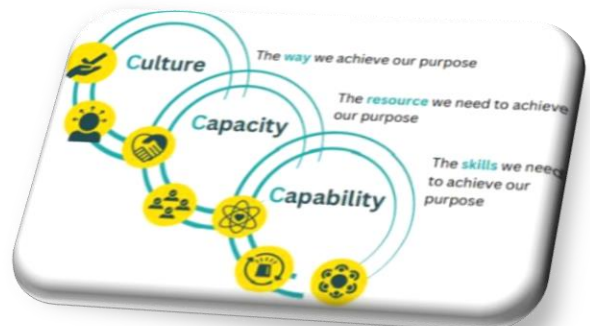 Culture
The way we achieve our purpose
Capacity
The resource we need to achieve
our purpose
Capability
The skills we need
to achieve our
purpose